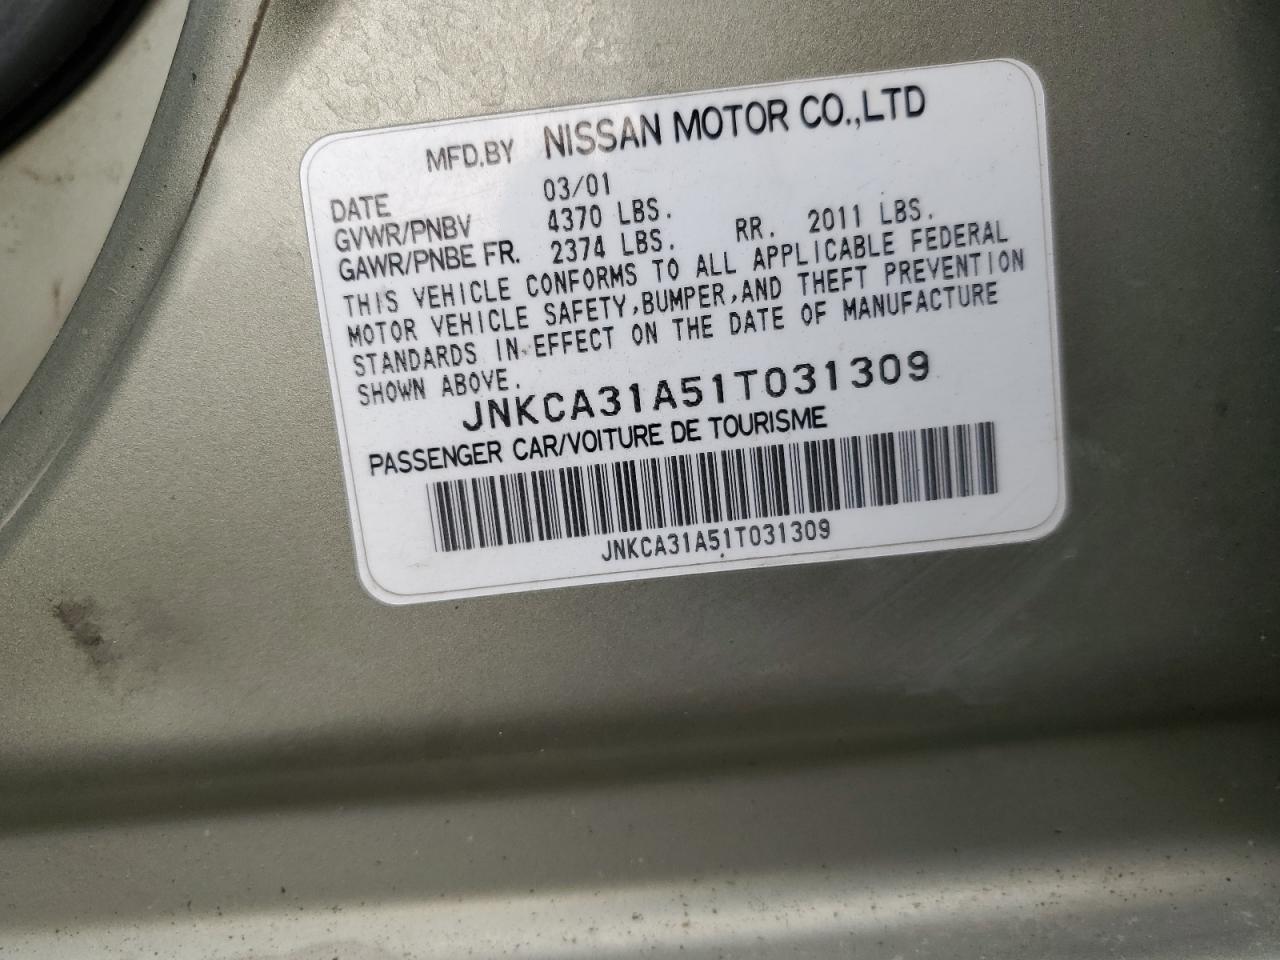 MFD.BY NISSAN MOTOR CO.,LTD
DATE 03/01
GVWR/PNBV 4370 LBS.
GAWR/PNBE FR. 2374 LBS. RR. 2011 LBS.
THIS VEHICLE CONFORMS TO ALL APPLICABLE FEDERAL
MOTOR VEHICLE SAFETY,BUMPER,AND THEFT PREVENTION
STANDARDS IN EFFECT ON THE DATE OF MANUFACTURE
SHOWN ABOVE.
JNKCA31A51T031309
PASSENGER CAR/VOITURE DE TOURISME
JNKCA31A51T031309